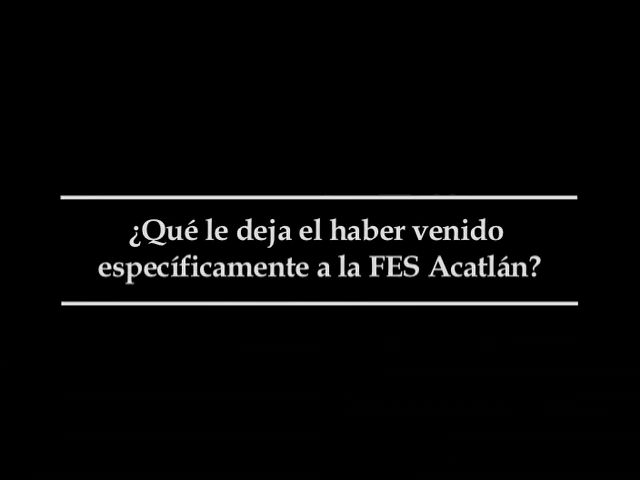 ¿Qué le deja el haber venido
específicamente a la FES Acatlán?